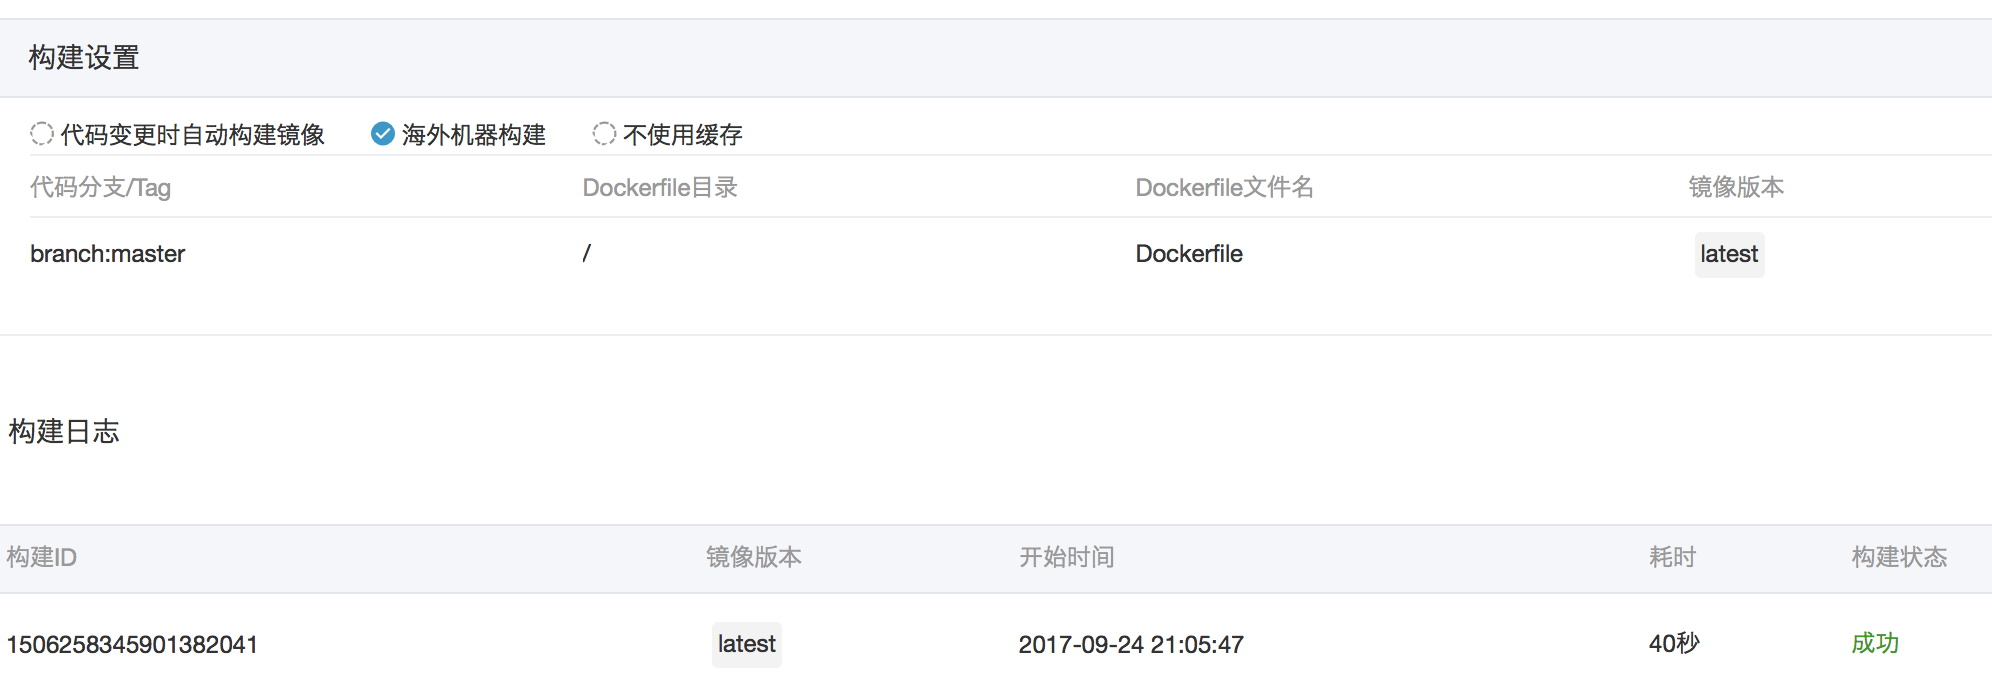 构建设置
代码变更时自动构建镜像 海外机器构建 不使用缓存
代码分支/Tag Dockerfile目录 Dockerfile文件名 镜像版本
branch:master / Dockerfile latest
构建日志
构建ID 镜像版本 开始时间 耗时 构建状态
1506258345901382041 latest 2017-09-24 21:05:47 40秒 成功